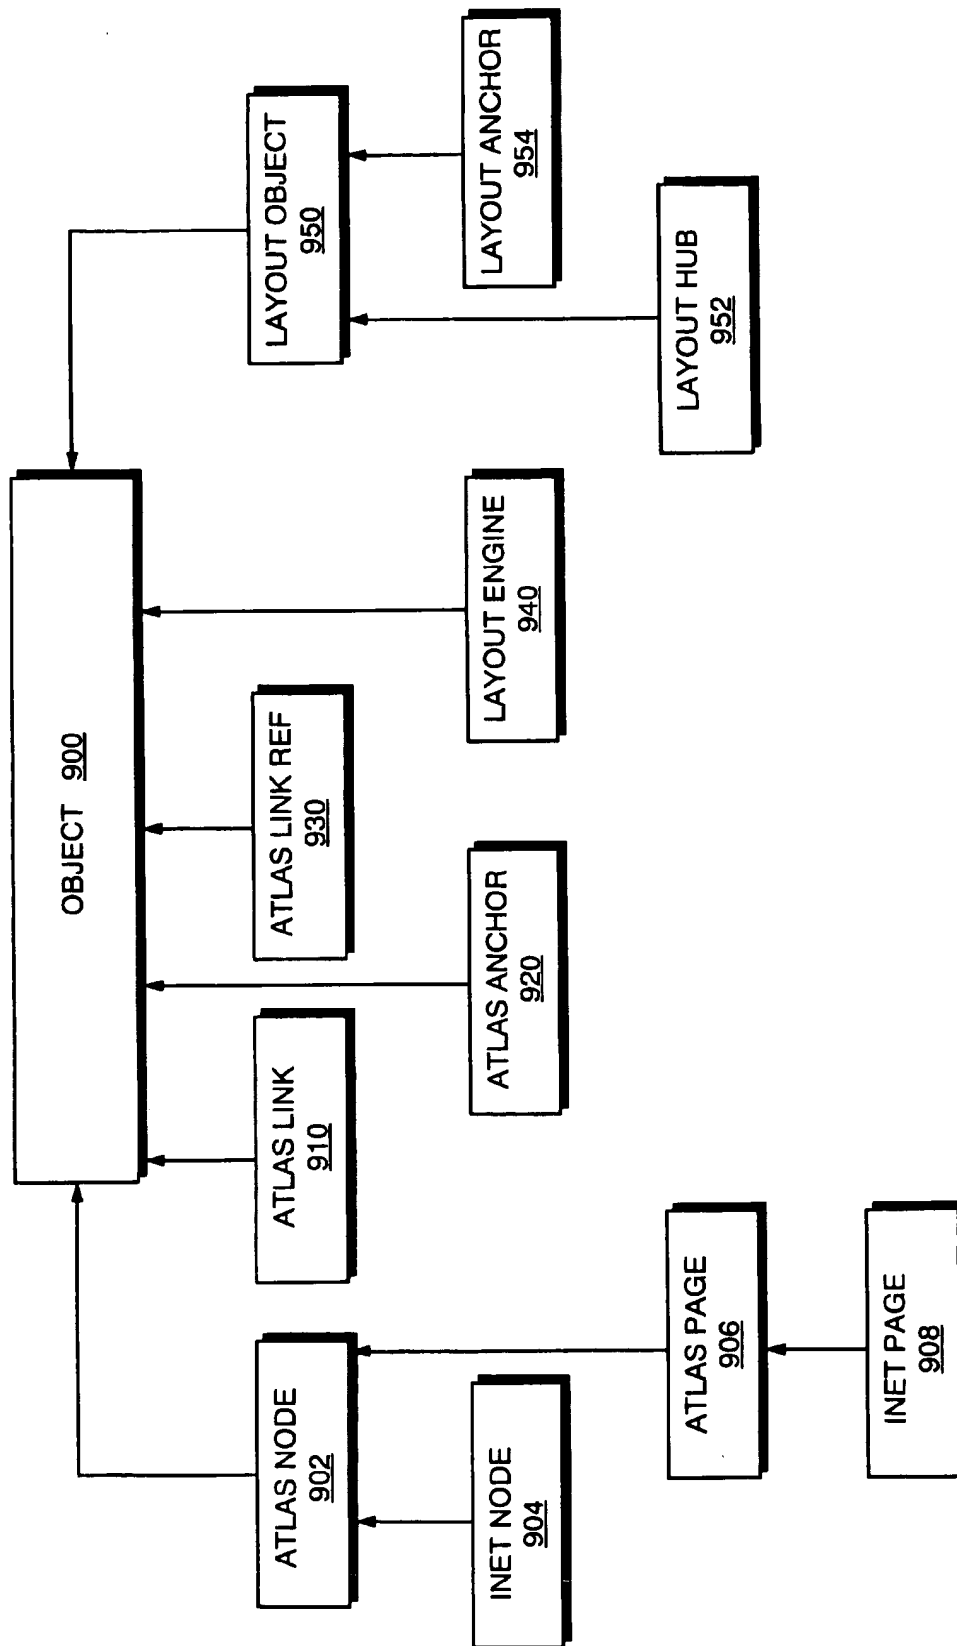 OBJECT 900
ATLAS NODE
902
INET NODE
904
ATLAS PAGE
906
INET PAGE
908
ATLAS LINK
910
ATLAS ANCHOR
920
ATLAS LINK REF
930
LAYOUT ENGINE
940
LAYOUT OBJECT
950
LAYOUT HUB
952
LAYOUT ANCHOR
954